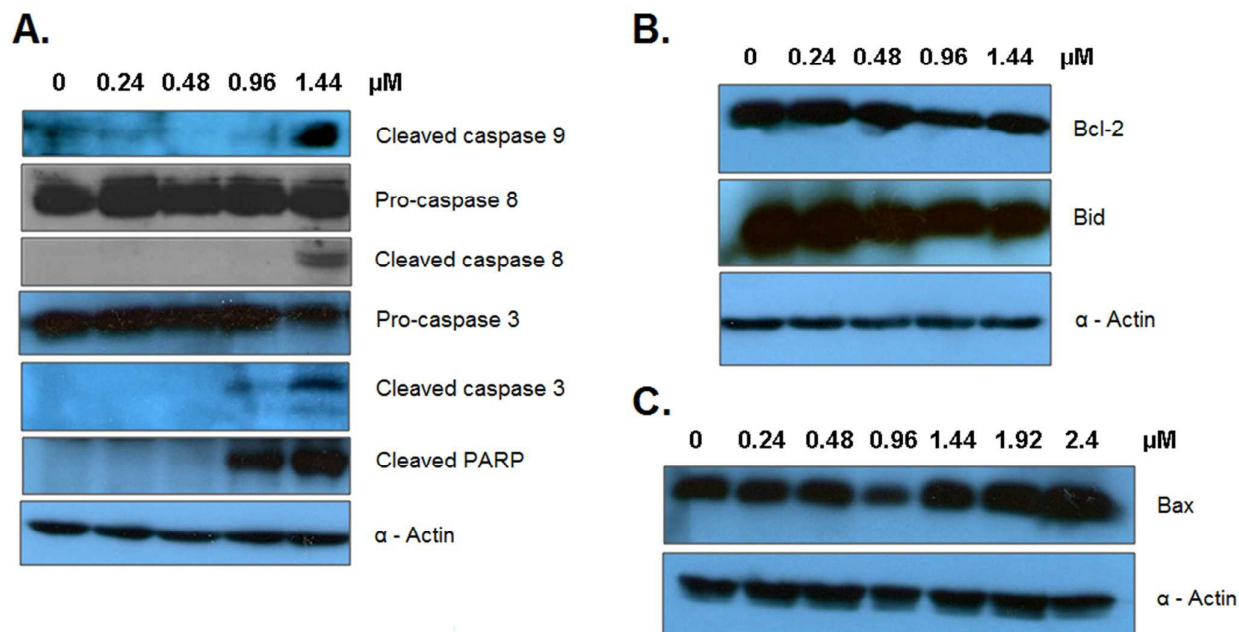 A.
0 0.24 0.48 0.96 1.44 µM
Cleaved caspase 9
Pro-caspase 8
Cleaved caspase 8
Pro-caspase 3
Cleaved caspase 3
Cleaved PARP
α - Actin
B.
0 0.24 0.48 0.96 1.44 µM
Bcl-2
Bid
α - Actin
C.
0 0.24 0.48 0.96 1.44 1.92 2.4 µM
Bax
α - Actin